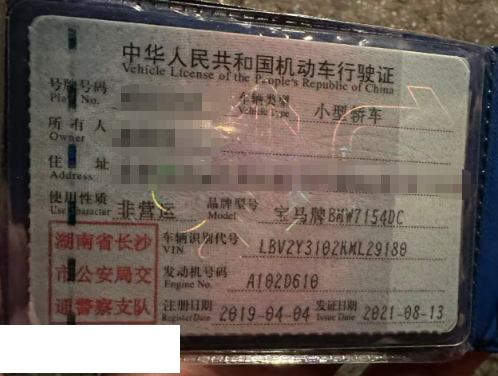 中华人民共和国机动车行驶证
Vehicle License of the People's Republic of China
号牌号码
Plate No.
车辆类型 小型轿车
Vehicle Type
所有人
Owner
住址
Address
使用性质 非营运 品牌型号 宝马牌BMW7154DC
Use Character Model
湖南省长沙
市公安局交
通警察支队
车辆识别代号 LBV2Y3102KML29180
VIN
发动机号码 A102D610
Engine No.
注册日期 2019-04-04 发证日期 2021-08-13
Register Date Issue Date